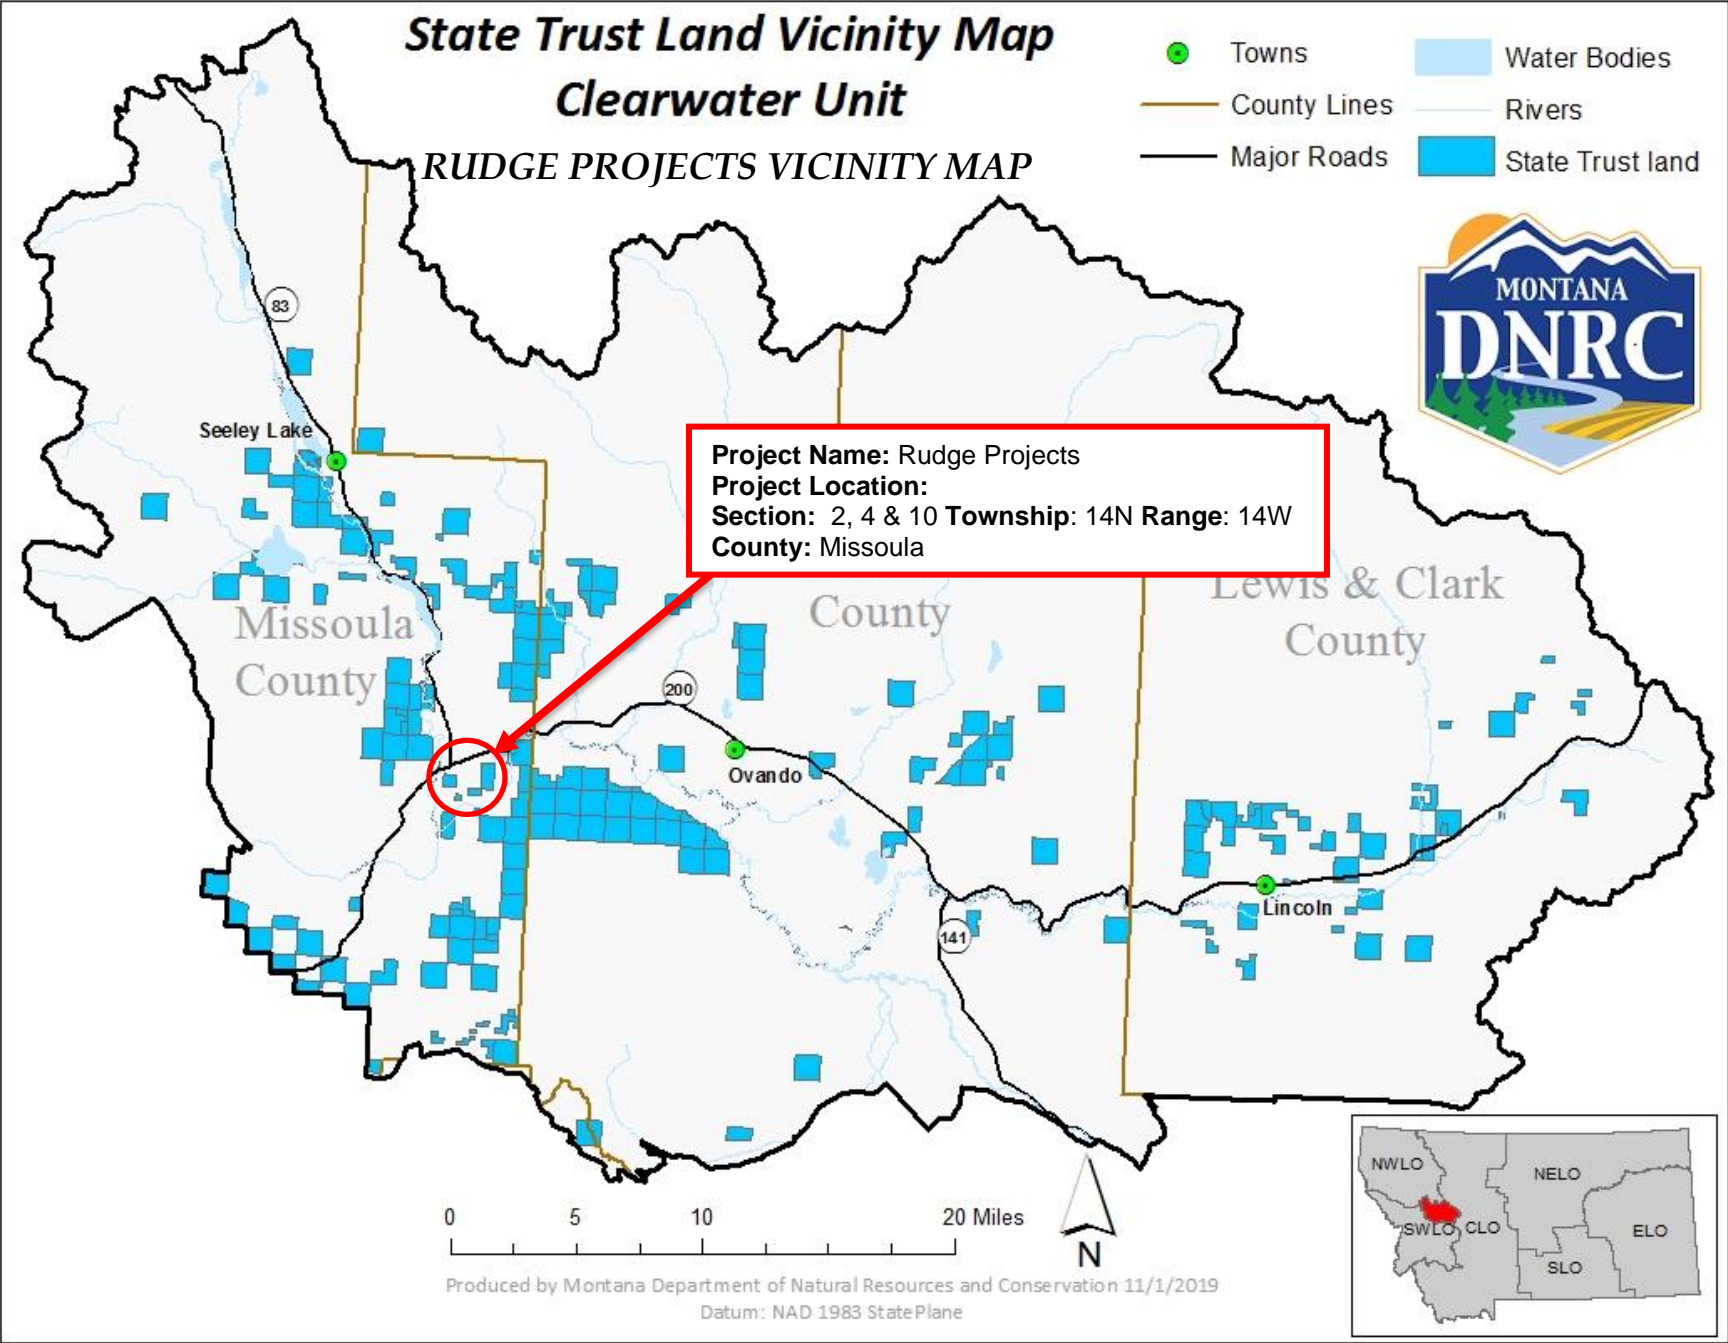 State Trust Land Vicinity Map
Clearwater Unit
RUDGE PROJECTS VICINITY MAP
Towns
County Lines
Major Roads
Water Bodies
Rivers
State Trust land
MONTANA
DNRC
83
Seeley Lake
Project Name: Rudge Projects
Project Location:
Section: 2, 4 & 10 Township: 14N Range: 14W
County: Missoula
Missoula
County
County
Lewis & Clark
County
200
Ovando
Lincoln
141
0 5 10 20 Miles
N
Produced by Montana Department of Natural Resources and Conservation 11/1/2019
Datum: NAD 1983 StatePlane
NWLO
NELO
SWLO
CLO
ELO
SLO